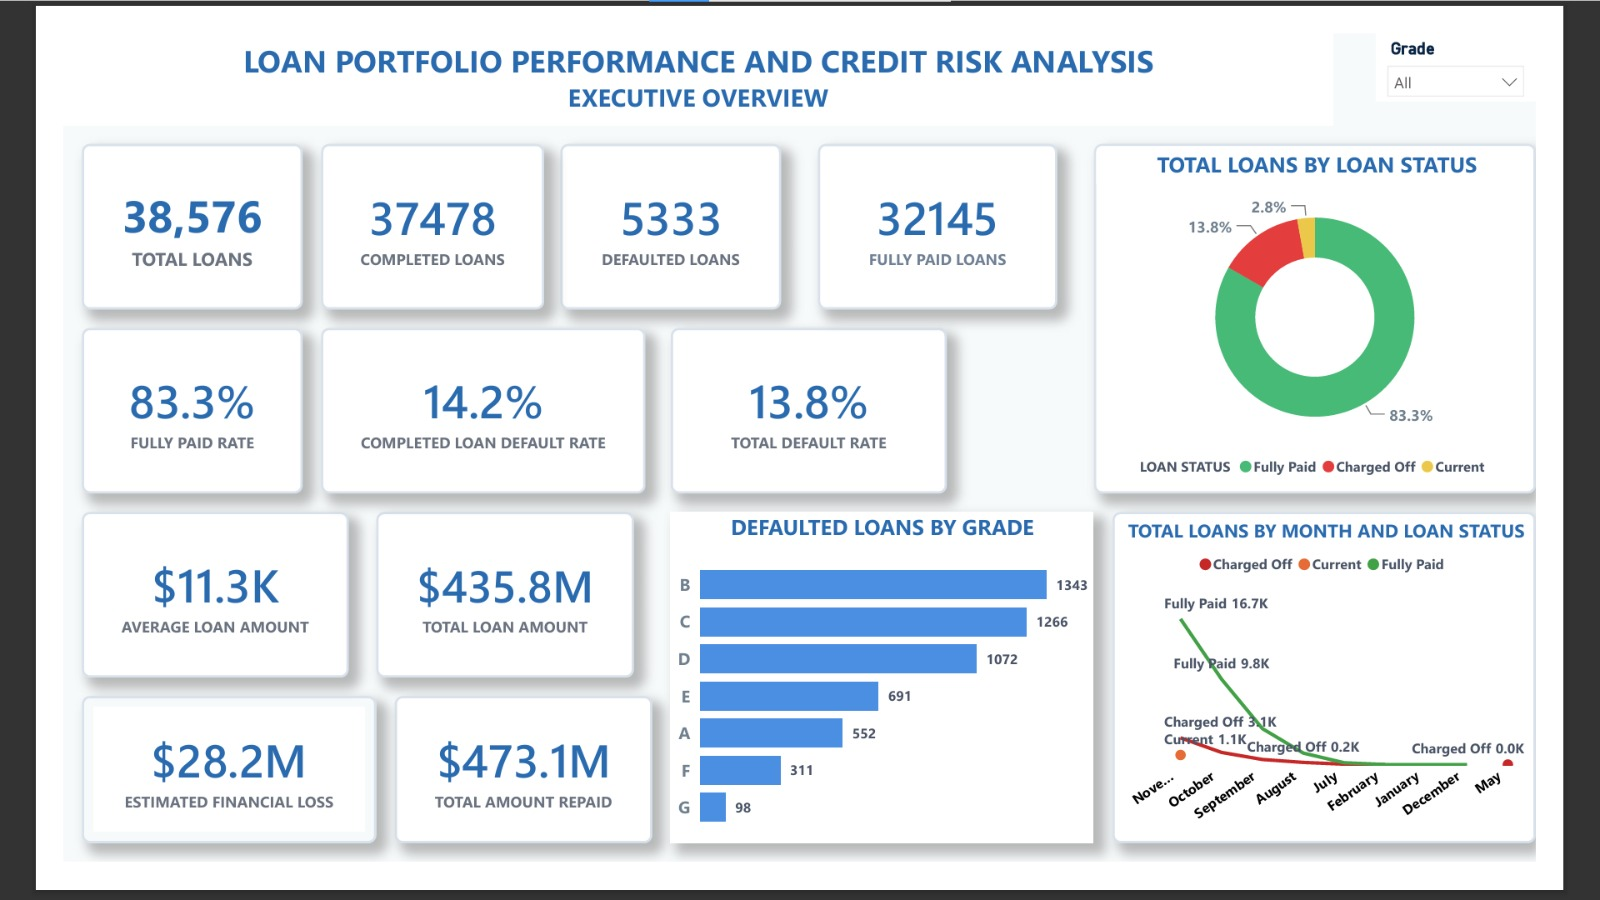 LOAN PORTFOLIO PERFORMANCE AND CREDIT RISK ANALYSIS
EXECUTIVE OVERVIEW
Grade
All
38,576
TOTAL LOANS
37478
COMPLETED LOANS
5333
DEFAULTED LOANS
32145
FULLY PAID LOANS
TOTAL LOANS BY LOAN STATUS
2.8%
13.8%
83.3%
LOAN STATUS Fully Paid Charged Off Current
83.3%
FULLY PAID RATE
14.2%
COMPLETED LOAN DEFAULT RATE
13.8%
TOTAL DEFAULT RATE
$11.3K
AVERAGE LOAN AMOUNT
$435.8M
TOTAL LOAN AMOUNT
$28.2M
ESTIMATED FINANCIAL LOSS
$473.1M
TOTAL AMOUNT REPAID
DEFAULTED LOANS BY GRADE
B 1343
C 1266
D 1072
E 691
A 552
F 311
G 98
TOTAL LOANS BY MONTH AND LOAN STATUS
Charged Off Current Fully Paid
Fully Paid 16.7K
Fully Paid 9.8K
Charged Off 3.1K
Current 1.1K
Charged Off 0.2K
Charged Off 0.0K
Nove... October September August July February January December May